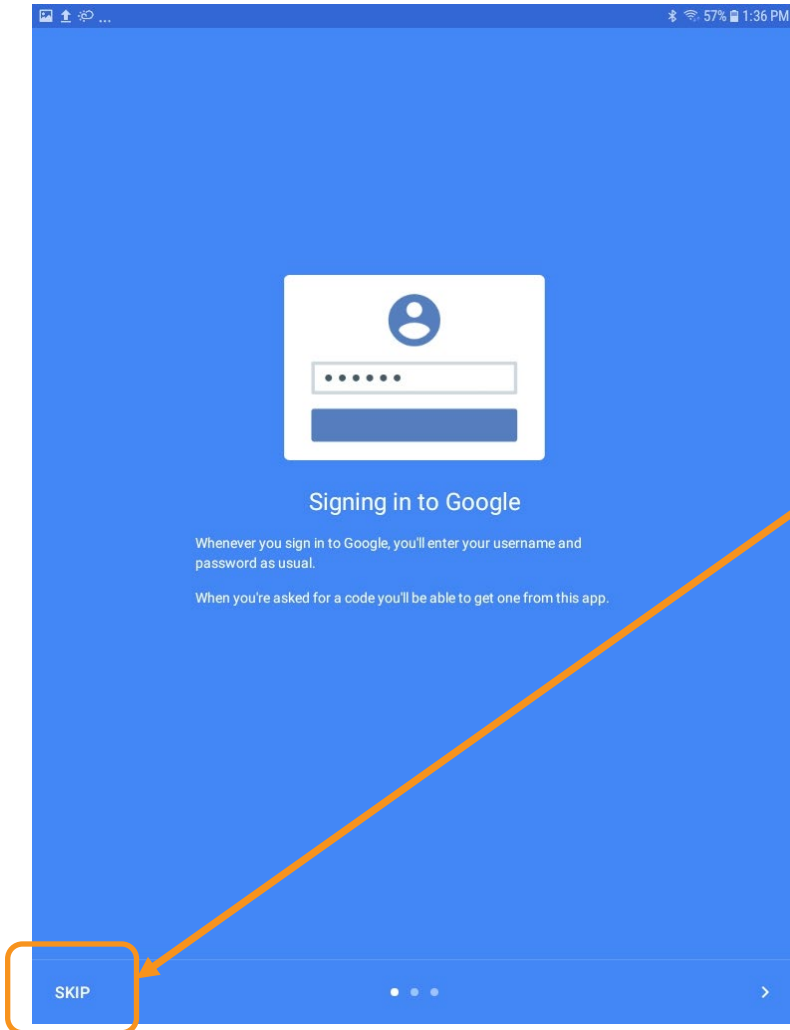 ... 57% 1:36 PM
Signing in to Google
Whenever you sign in to Google, you'll enter your username and
password as usual.
When you're asked for a code you'll be able to get one from this app.
SKIP